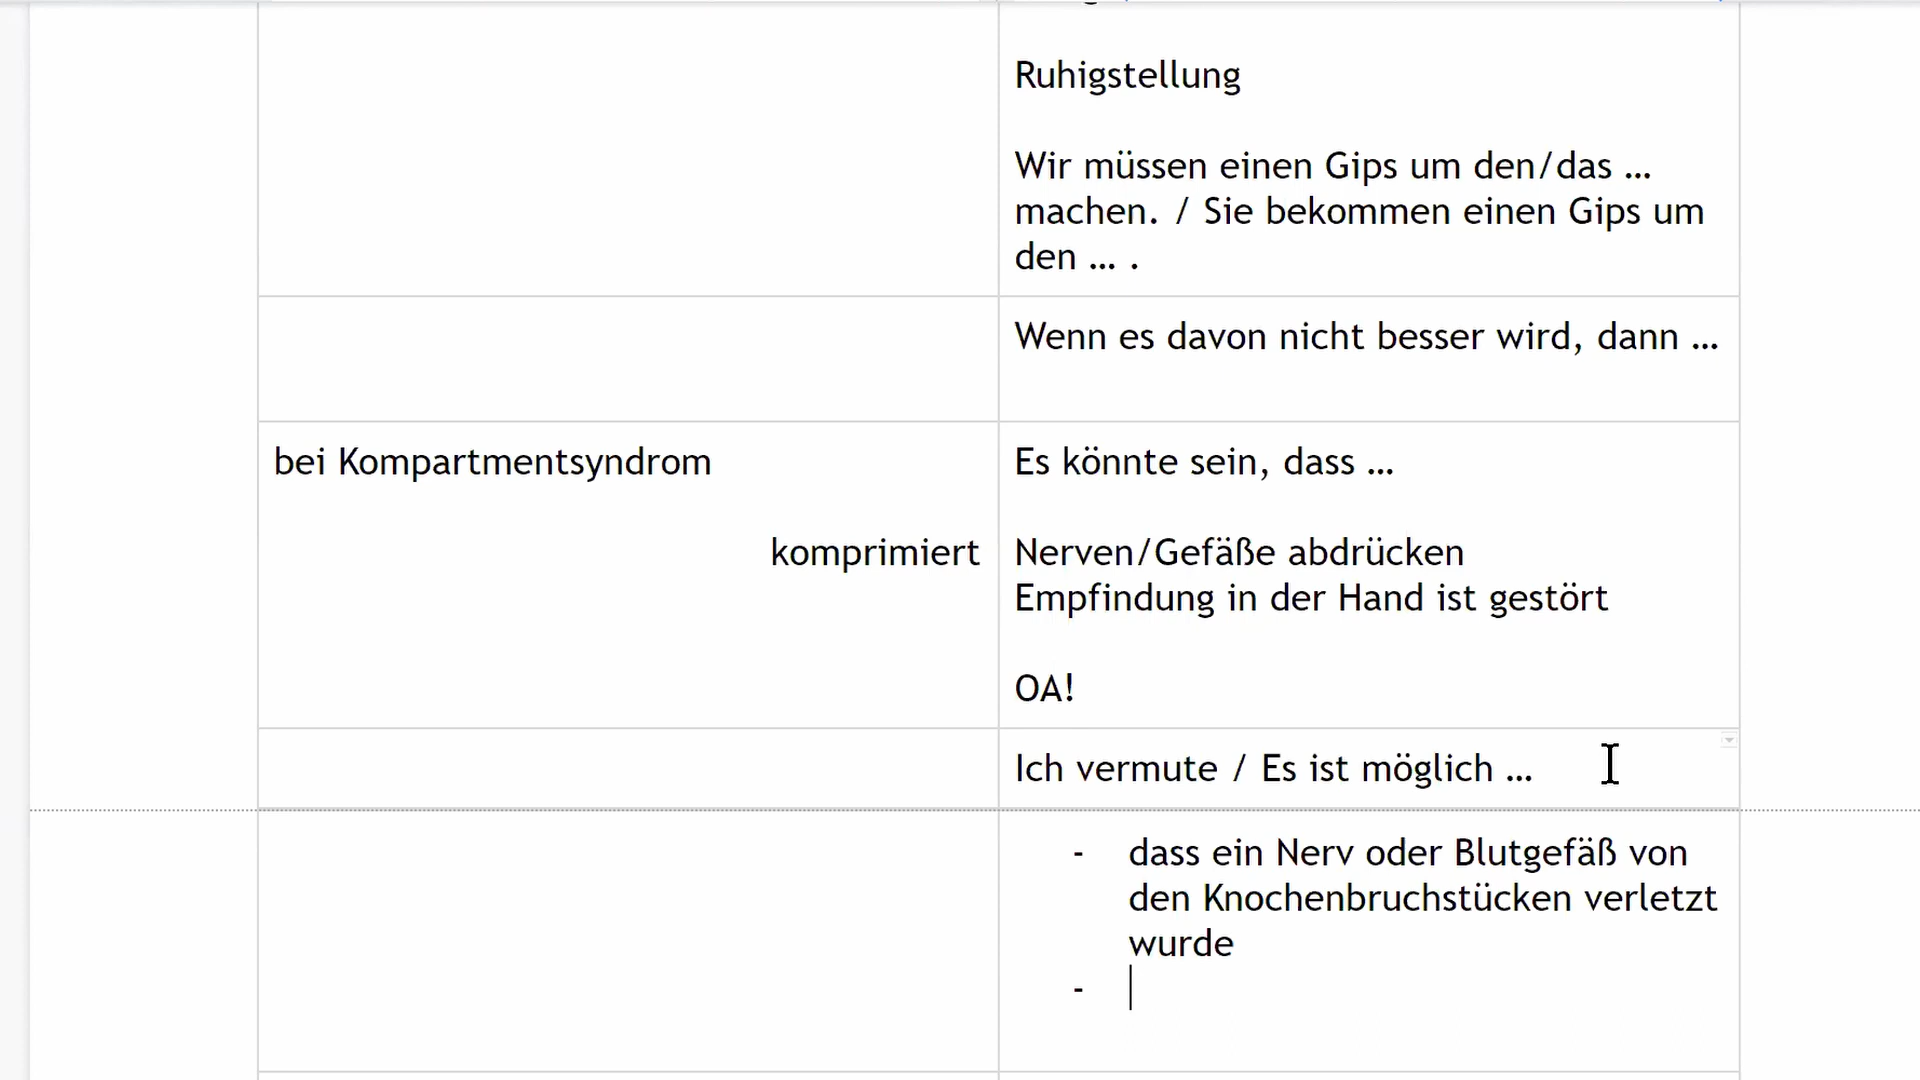 Ruhigstellung
Wir müssen einen Gips um den/das ...
machen. / Sie bekommen einen Gips um
den ... .
Wenn es davon nicht besser wird, dann ...
bei Kompartmentsyndrom
Es könnte sein, dass ...
komprimiert
Nerven/Gefäße abdrücken
Empfindung in der Hand ist gestört
OA!
Ich vermute / Es ist möglich ...
- dass ein Nerv oder Blutgefäß von
den Knochenbruchstücken verletzt
wurde
-